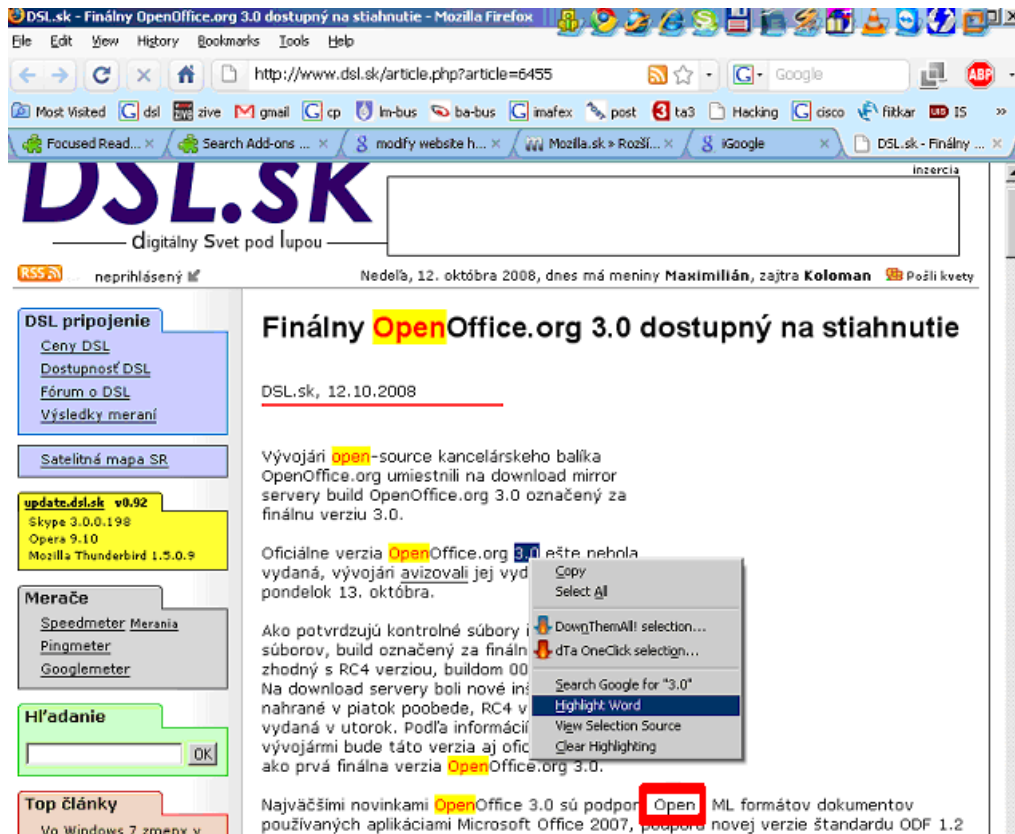 DSL.sk - Finálny OpenOffice.org 3.0 dostupný na stiahnutie - Mozilla Firefox
File Edit View History Bookmarks Tools Help
http://www.dsl.sk/article.php?article=6455
Google
ABP
Most Visited dsl zive gmail cp lm-bus ba-bus imafex post ta3 Hacking cisco fitkar IS »
Focused Read... Search Add-ons ... modify website h... Mozilla.sk » Rozší... iGoogle DSL.sk - Finálny ...
inzercia
DSL.SK
digitálny Svet pod lupou
RSS neprihlásený
Nedeľa, 12. októbra 2008, dnes má meniny Maximilián, zajtra Koloman Pošli kvety
DSL pripojenie
Ceny DSL
Dostupnosť DSL
Fórum o DSL
Výsledky meraní
Satelitná mapa SR
update.dsl.sk v0.92
Skype 3.0.0.198
Opera 9.10
Mozilla Thunderbird 1.5.0.9
Merače
Speedmeter Merania
Pingmeter
Googlemeter
Hľadanie
OK
Top články
Vo Windows 7 zmeny v
Finálny OpenOffice.org 3.0 dostupný na stiahnutie
DSL.sk, 12.10.2008
Vývojári open-source kancelárskeho balíka
OpenOffice.org umiestnili na download mirror
servery build OpenOffice.org 3.0 označený za
finálnu verziu 3.0.
Oficiálne verzia OpenOffice.org 3.0 ešte nebola
vydaná, vývojári avizovali jej vyd
pondelok 13. októbra.
Ako potvrdzujú kontrolné súbory i
súborov, build označený za fináln
zhodný s RC4 verziou, buildom 00
Na download servery boli nové inš
nahrané v piatok poobede, RC4 v
vydaná v utorok. Podľa informácií
vývojármi bude táto verzia aj ofic
ako prvá finálna verzia OpenOffice.org 3.0.
Najväčšími novinkami OpenOffice 3.0 sú podpor Open ML formátov dokumentov
používaných aplikáciami Microsoft Office 2007, podpora novej verzie štandardu ODF 1.2
Copy
Select All
DownThemAll! selection...
dTa OneClick selection...
Search Google for "3.0"
Highlight Word
View Selection Source
Clear Highlighting